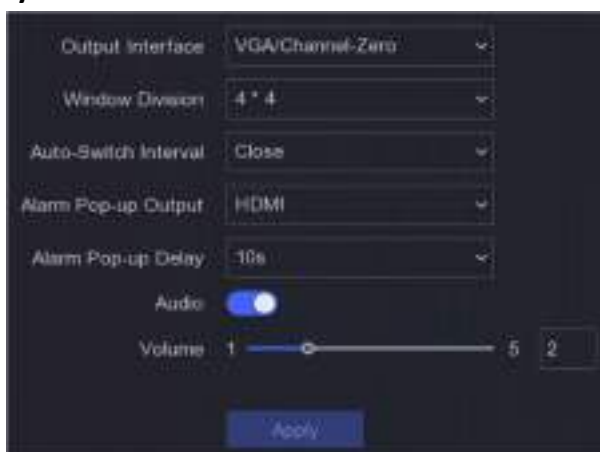 Output Interface VGA/Channel-Zero
Window Division 4 * 4
Auto-Switch Interval Close
Alarm Pop-up Output HDMI
Alarm Pop-up Delay 10s
Audio
Volume 1 5 2
Apply